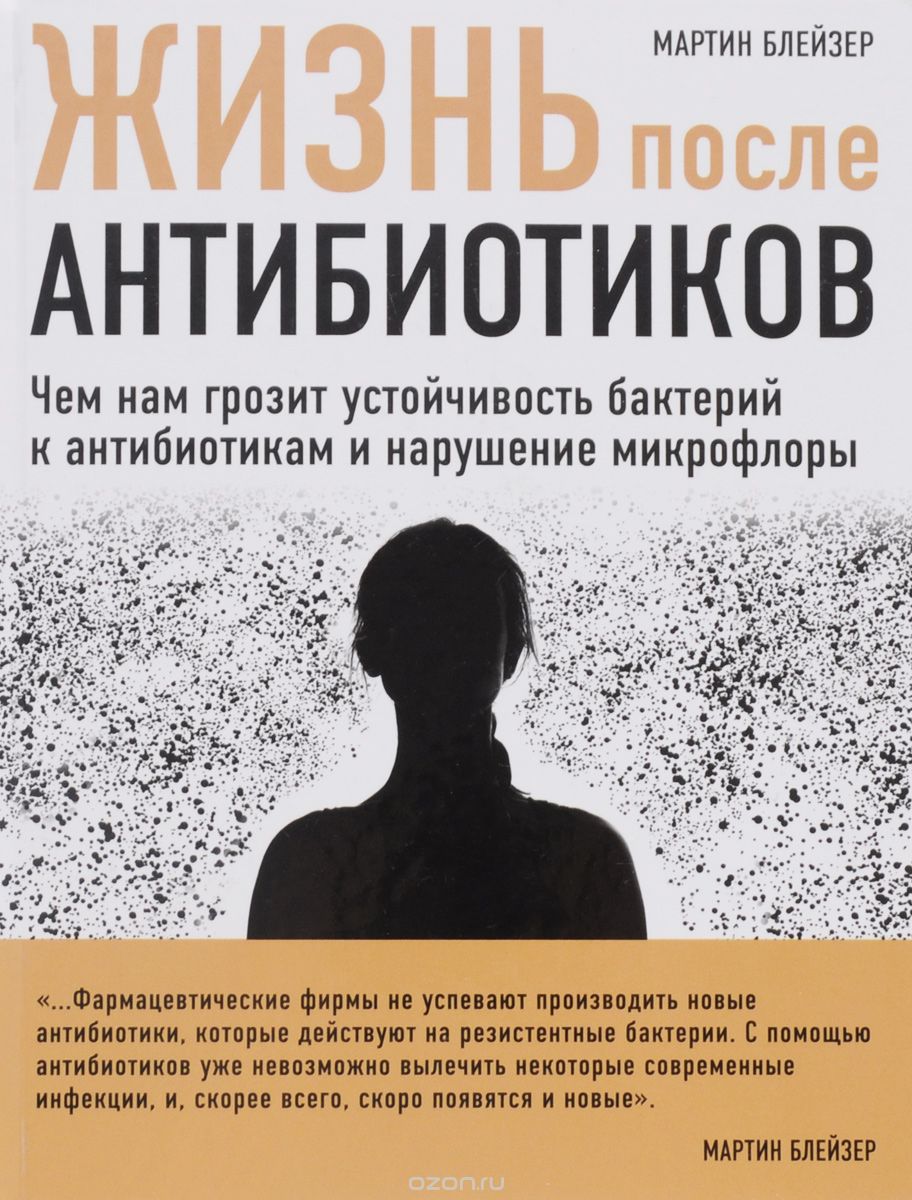 МАРТИН БЛЕЙЗЕР
ЖИЗНЬ после
АНТИБИОТИКОВ
Чем нам грозит устойчивость бактерий
к антибиотикам и нарушение микрофлоры
«...Фармацевтические фирмы не успевают производить новые
антибиотики, которые действуют на резистентные бактерии. С помощью
антибиотиков уже невозможно вылечить некоторые современные
инфекции, и, скорее всего, скоро появятся и новые».
МАРТИН БЛЕЙЗЕР
ozon.ru